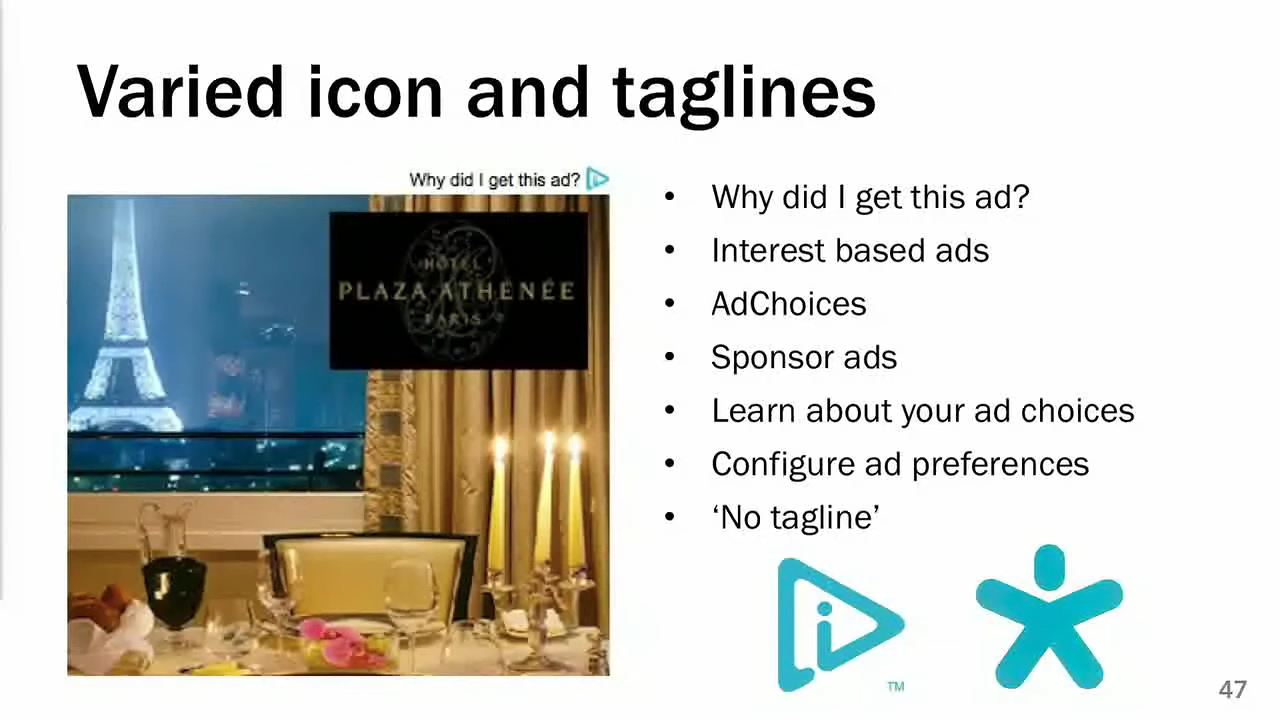 Varied icon and taglines
Why did I get this ad?
HÔTEL
PLAZA ATHÉNÉE
PARIS
• Why did I get this ad?
• Interest based ads
• AdChoices
• Sponsor ads
• Learn about your ad choices
• Configure ad preferences
• ‘No tagline’
i
TM
47